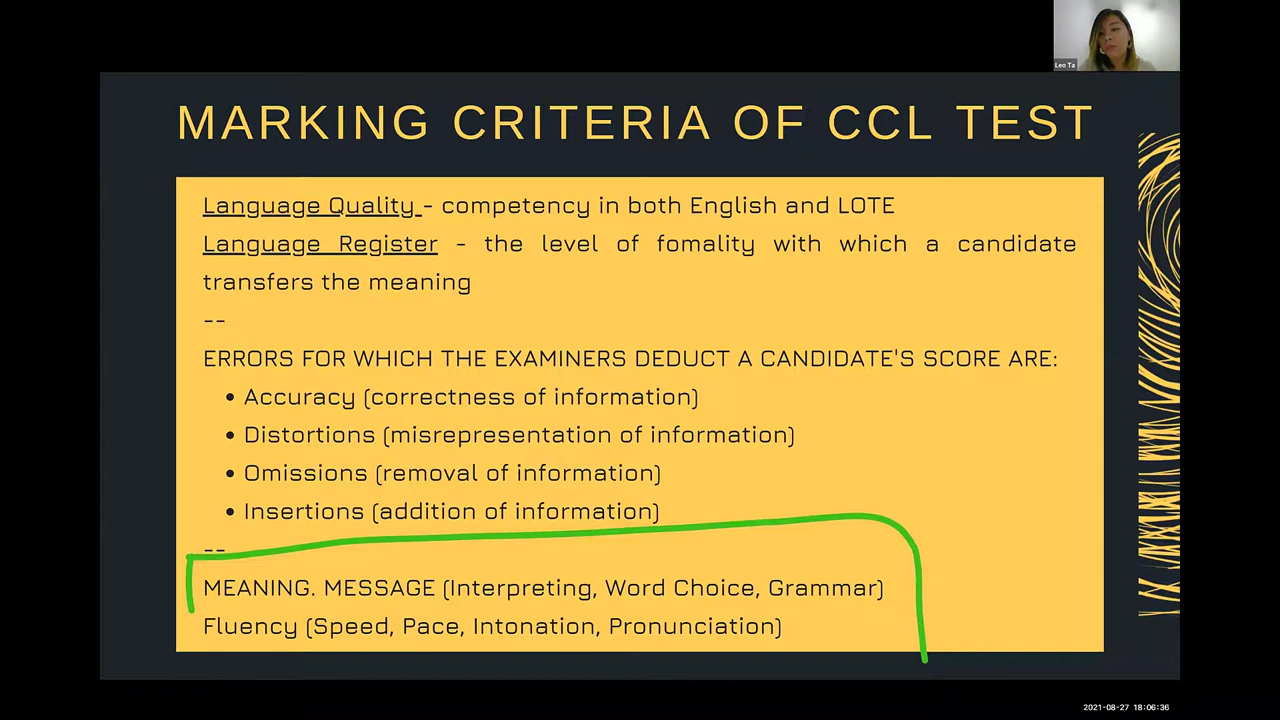 Leo Ta
MARKING CRITERIA OF CCL TEST
Language Quality - competency in both English and LOTE
Language Register - the level of fomality with which a candidate
transfers the meaning
--
ERRORS FOR WHICH THE EXAMINERS DEDUCT A CANDIDATE'S SCORE ARE:
• Accuracy (correctness of information)
• Distortions (misrepresentation of information)
• Omissions (removal of information)
• Insertions (addition of information)
--
MEANING. MESSAGE (Interpreting, Word Choice, Grammar)
Fluency (Speed, Pace, Intonation, Pronunciation)
2021-08-27 18:06:36